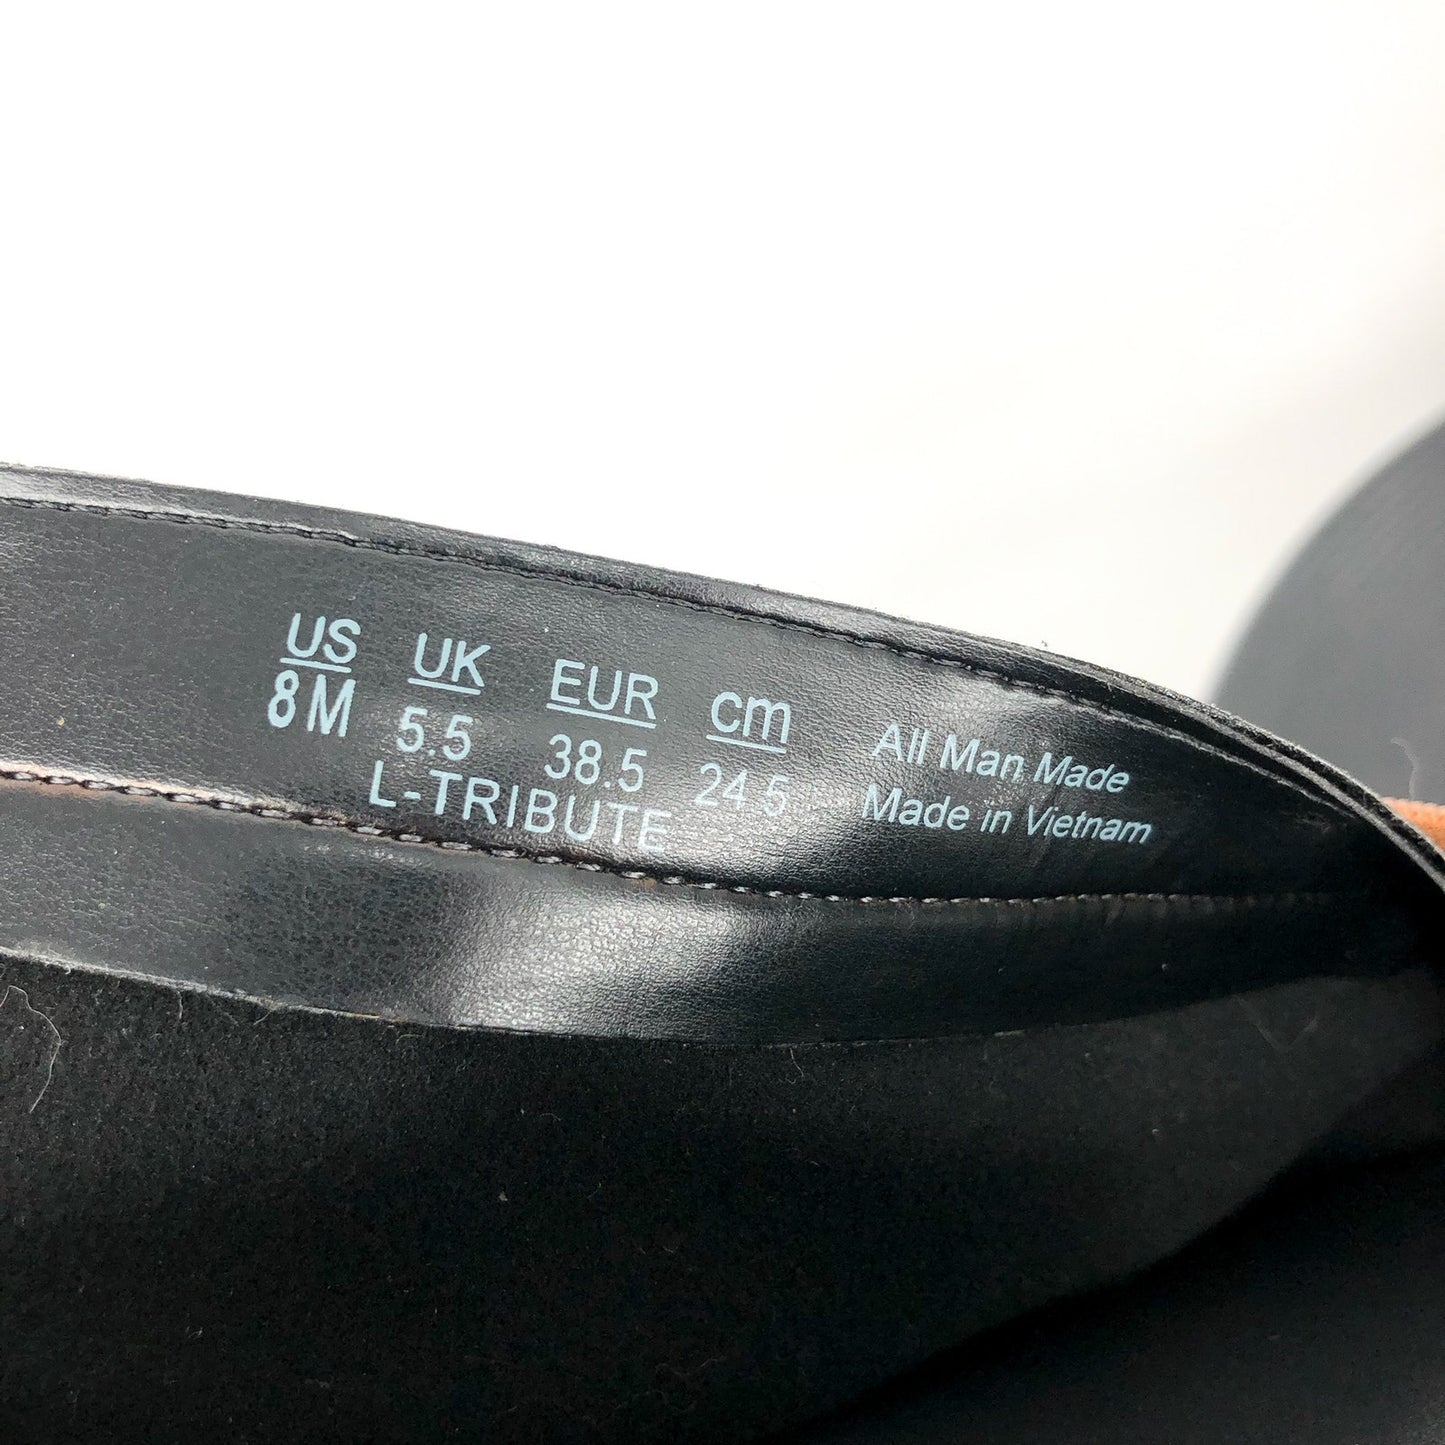 US UK EUR cm
8M 5.5 38.5 24.5
L-TRIBUTE
All Man Made
Made in Vietnam